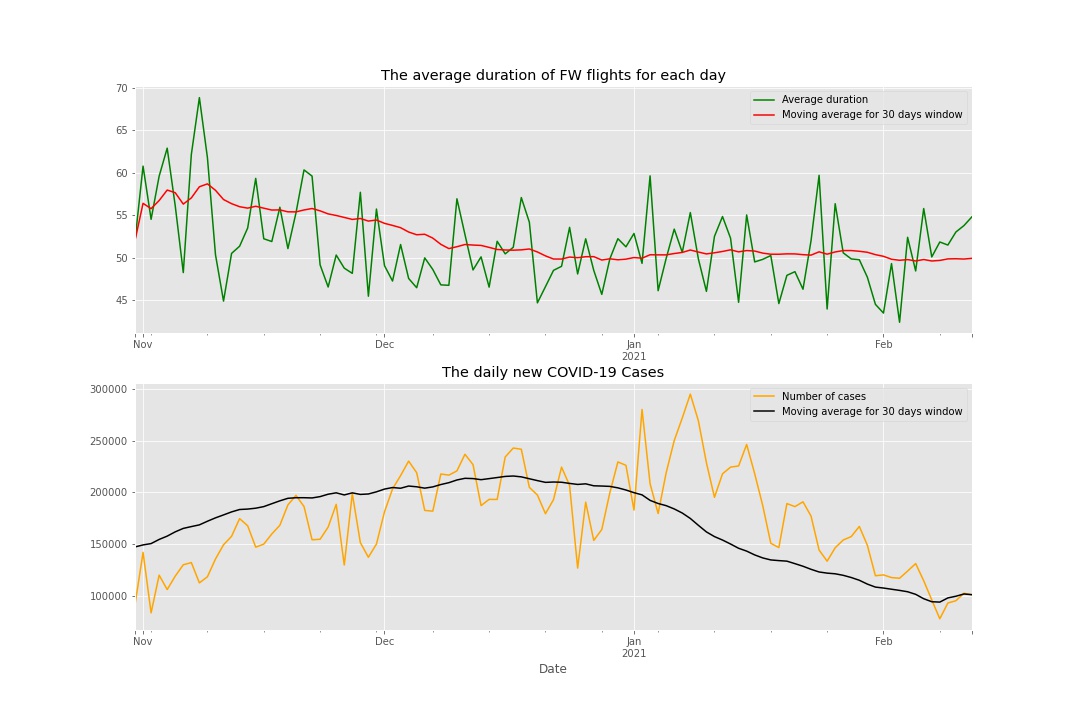 The average duration of FW flights for each day
70
65
60
55
50
45
Average duration
Moving average for 30 days window
Nov
Dec
Jan
2021
Feb
The daily new COVID-19 Cases
300000
250000
200000
150000
100000
Number of cases
Moving average for 30 days window
Nov
Dec
Jan
2021
Feb
Date